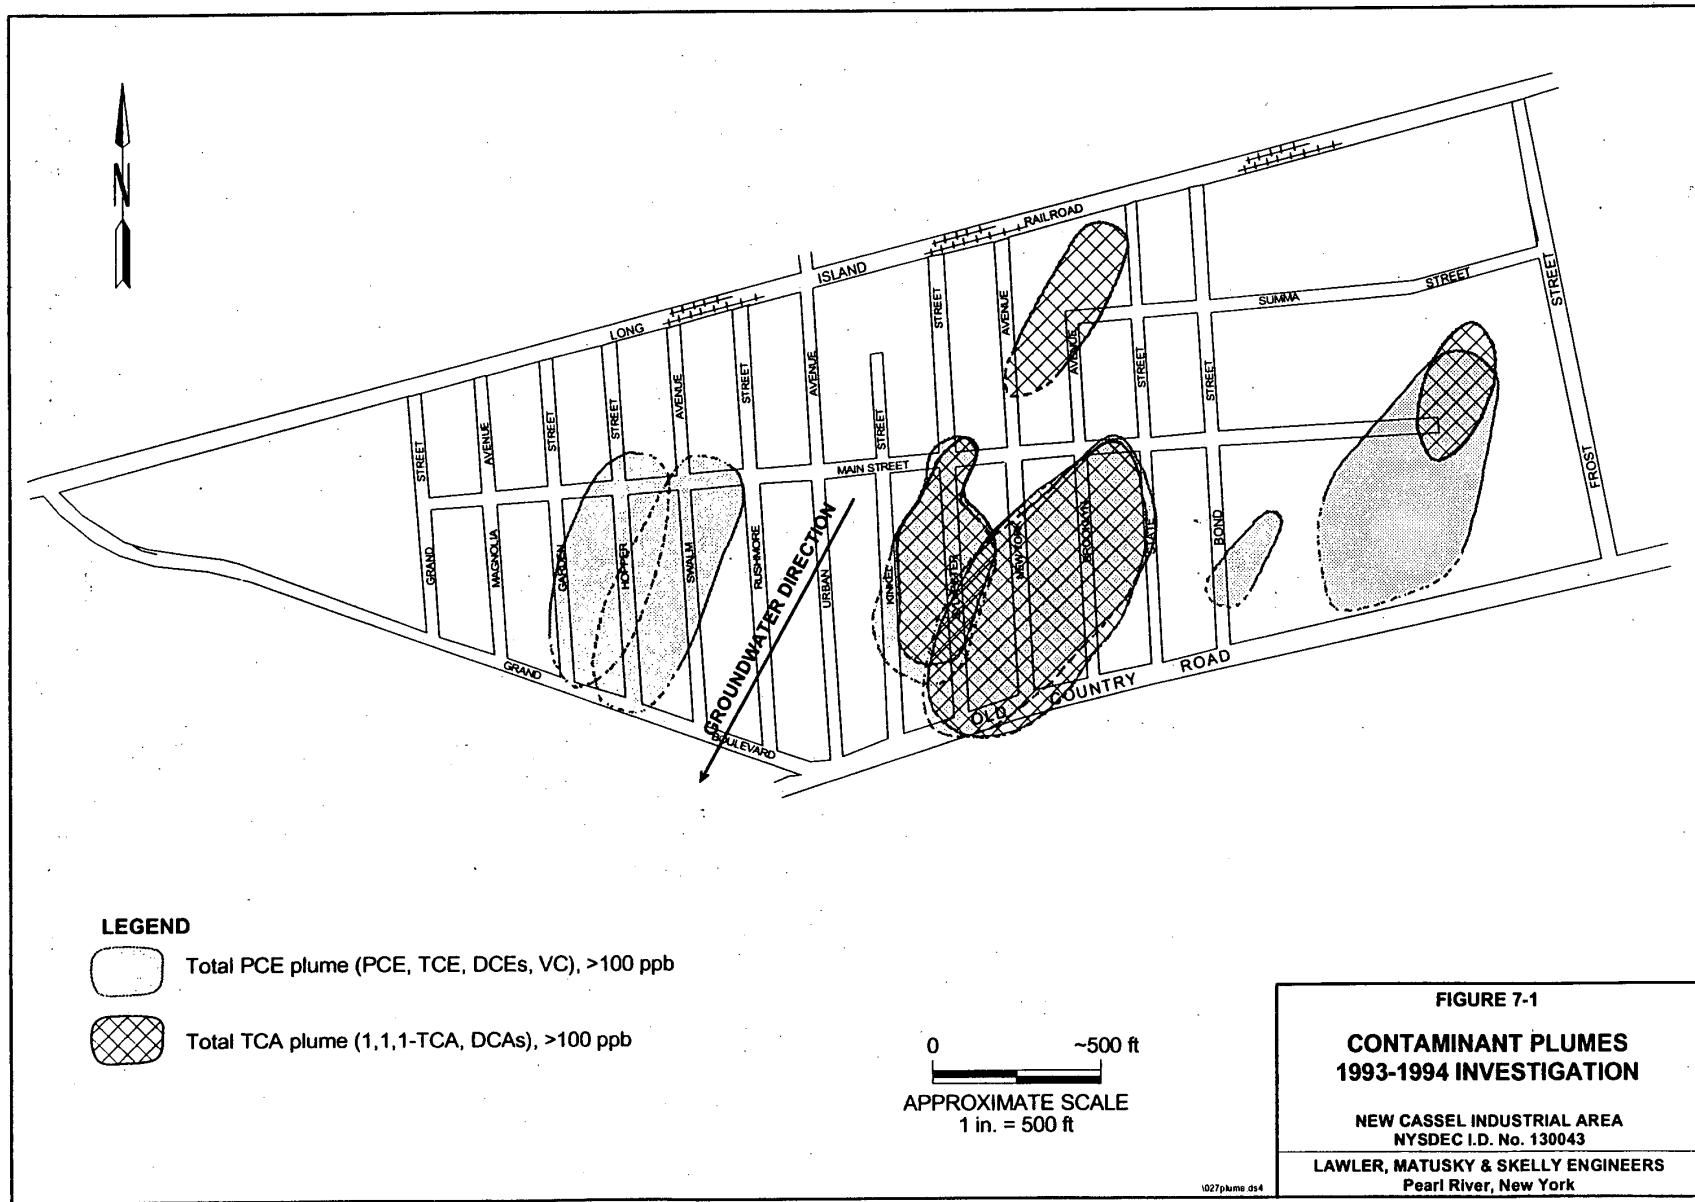 N
LONG
ISLAND
RAILROAD
STREET
AVENUE
STREET
STREET
AVENUE
STREET
AVENUE
STREET
STREET
AVENUE
AVENUE
STREET
STREET
SUMMA
STREET
STREET
MAIN STREET
GRAND
MAGNOLIA
GARDEN
HOPPER
SWALM
RUSHMORE
URBAN
KINKEL
SYLVESTER
NEW YORK
BROOKLYN
STATE
BOND
FROST
GROUNDWATER DIRECTION
GRAND
BOULEVARD
OLD
COUNTRY
ROAD
LEGEND
Total PCE plume (PCE, TCE, DCEs, VC), >100 ppb
Total TCA plume (1,1,1-TCA, DCAs), >100 ppb
0 ~500 ft
APPROXIMATE SCALE
1 in. = 500 ft
\027plume.ds4
FIGURE 7-1
CONTAMINANT PLUMES
1993-1994 INVESTIGATION
NEW CASSEL INDUSTRIAL AREA
NYSDEC I.D. No. 130043
LAWLER, MATUSKY & SKELLY ENGINEERS
Pearl River, New York